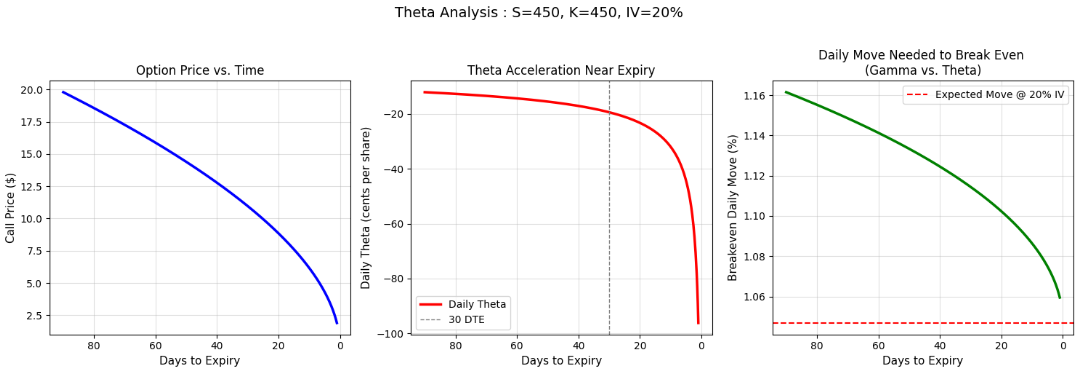 Theta Analysis : S=450, K=450, IV=20%
Option Price vs. Time
Call Price ($)
20.0
17.5
15.0
12.5
10.0
7.5
5.0
2.5
80 60 40 20 0
Days to Expiry
Theta Acceleration Near Expiry
Daily Theta (cents per share)
−20
−40
−60
−80
−100
Daily Theta
30 DTE
80 60 40 20 0
Days to Expiry
Daily Move Needed to Break Even
(Gamma vs. Theta)
Expected Move @ 20% IV
Breakeven Daily Move (%)
1.16
1.14
1.12
1.10
1.08
1.06
80 60 40 20 0
Days to Expiry